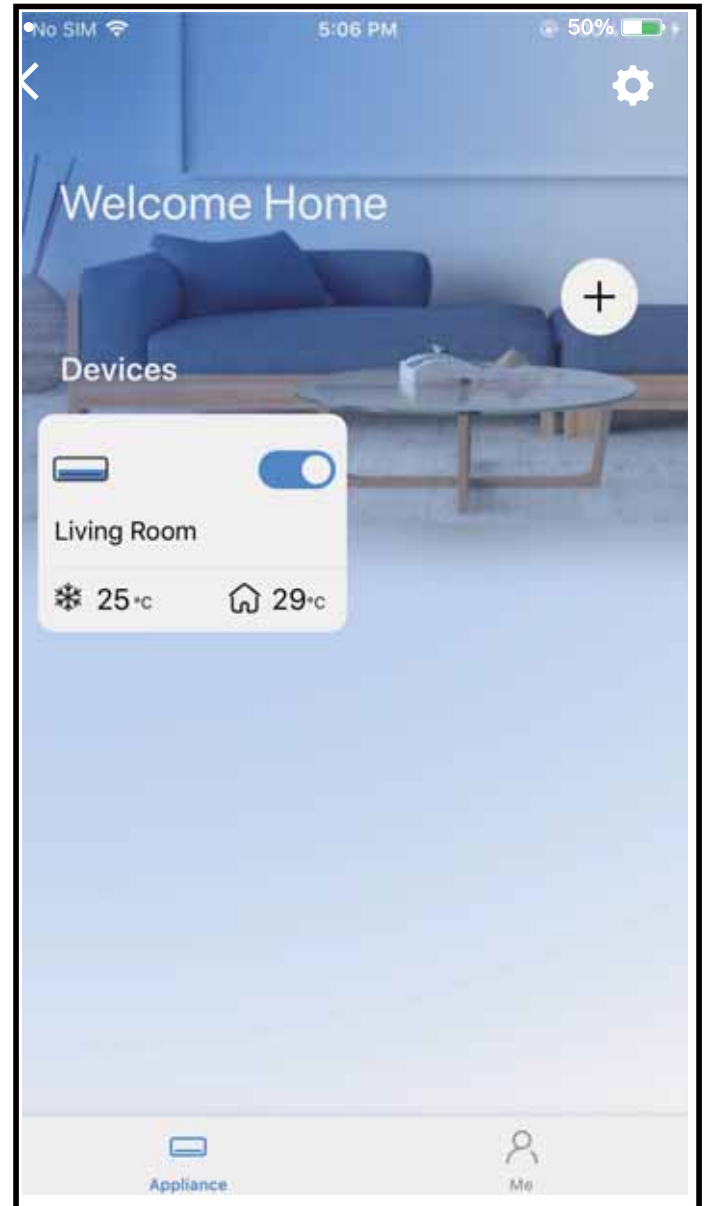 No SIM 5:06 PM 50%
Welcome Home
+
Devices
Living Room
25°C 29°C
Appliance Me